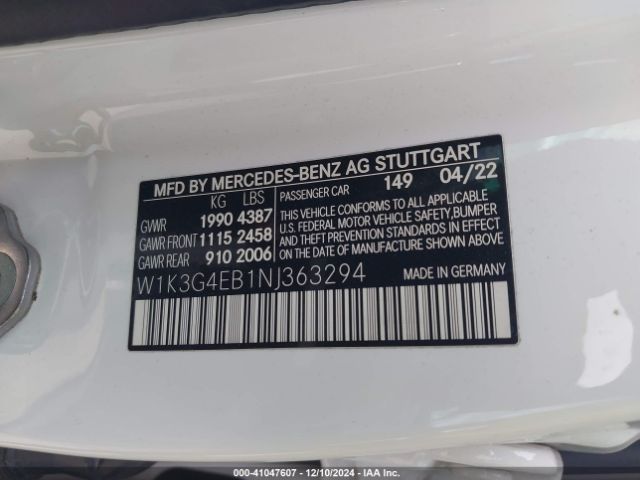 MFD BY MERCEDES-BENZ AG STUTTGART
KG LBS
GVWR 1990 4387
GAWR FRONT 1115 2458
GAWR REAR 910 2006
PASSENGER CAR 149 04/22
THIS VEHICLE CONFORMS TO ALL APPLICABLE
U.S. FEDERAL MOTOR VEHICLE SAFETY, BUMPER
AND THEFT PREVENTION STANDARDS IN EFFECT
ON THE DATE OF MANUFACTURE SHOWN ABOVE.
W1K3G4EB1NJ363294
MADE IN GERMANY
000-41047607 • 12/10/2024 • IAA Inc.